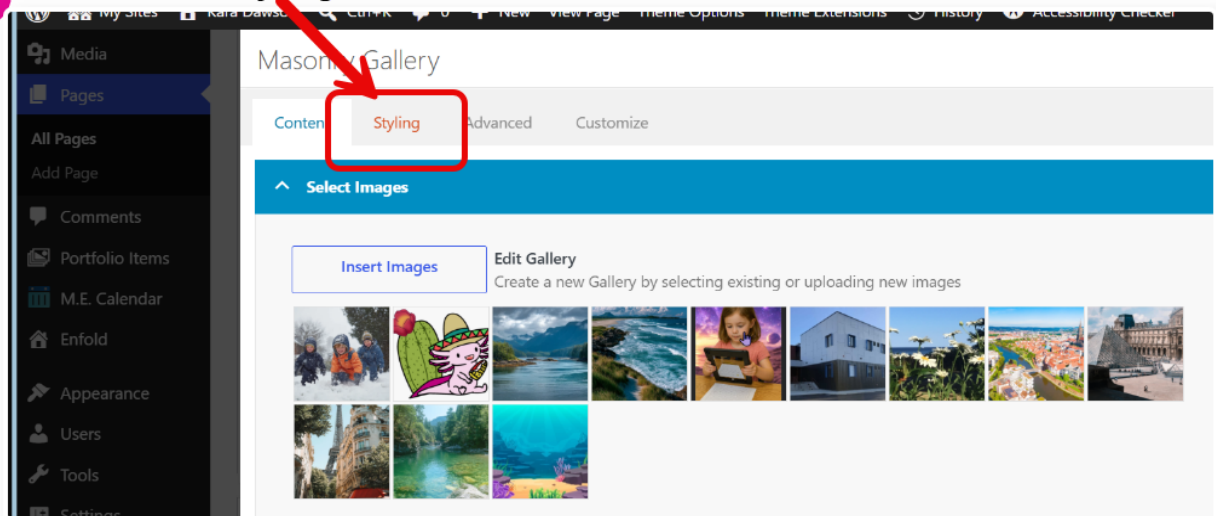 My Sites Kara Dawson Ctrl+K 0 + New View Page Theme Options Theme Extensions History Accessibility Checker
Media
Pages
All Pages
Add Page
Comments
Portfolio Items
M.E. Calendar
Enfold
Appearance
Users
Tools
Settings
Masonry Gallery
Content Styling Advanced Customize
Select Images
Insert Images
Edit Gallery
Create a new Gallery by selecting existing or uploading new images